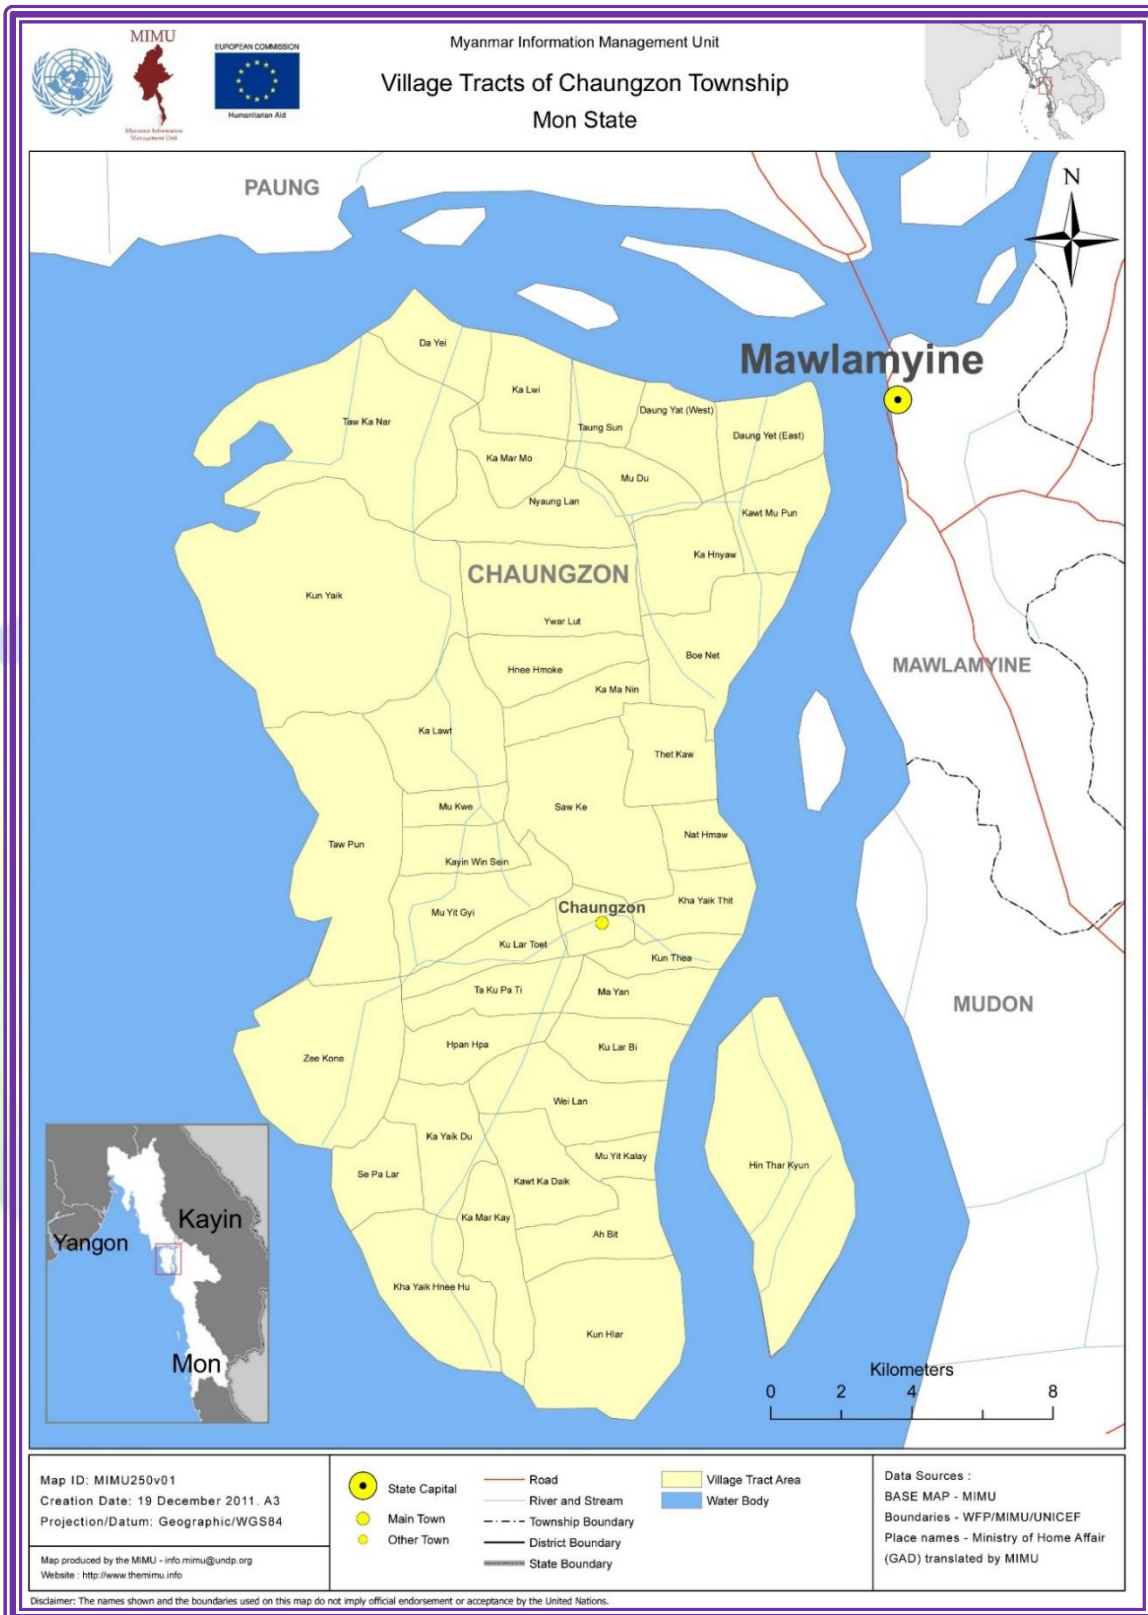 MIMU
Myanmar Information
Management Unit
EUROPEAN COMMISSION
Humanitarian Aid
Myanmar Information Management Unit
Village Tracts of Chaungzon Township
Mon State
PAUNG
N
Mawlamyine
Da Yei
Ka Lwi
Taw Ka Nar
Daung Yat (West)
Taung Sun
Daung Yet (East)
Ka Mar Mo
Mu Du
Nyaung Lan
Kawt Mu Pun
Ka Hnyaw
CHAUNGZON
Kun Yaik
Ywar Lut
Boe Net
MAWLAMYINE
Hnee Hmoke
Ka Ma Nin
Ka Lawt
Thet Kaw
Mu Kwe
Saw Ke
Nat Hmaw
Taw Pun
Kayin Win Sein
Kha Yaik Thit
Chaungzon
Mu Yit Gyi
Ku Lar Toet
Kun Thea
Ta Ku Pa Ti
Ma Yan
MUDON
Hpan Hpa
Ku Lar Bi
Zee Kone
Wei Lan
Ka Yaik Du
Mu Yit Kalay
Hin Thar Kyun
Se Pa Lar
Kawt Ka Daik
Ka Mar Kay
Ah Bit
Kha Yaik Hnee Hu
Kun Hlar
Kayin
Yangon
Mon
Kilometers
0 2 4 8
Map ID: MIMU250v01
Creation Date: 19 December 2011. A3
Projection/Datum: Geographic/WGS84
Map produced by the MIMU - info.mimu@undp.org
Website : http://www.themimu.info
State Capital
Main Town
Other Town
Road
River and Stream
Township Boundary
District Boundary
State Boundary
Village Tract Area
Water Body
Data Sources :
BASE MAP - MIMU
Boundaries - WFP/MIMU/UNICEF
Place names - Ministry of Home Affair
(GAD) translated by MIMU
Disclaimer: The names shown and the boundaries used on this map do not imply official endorsement or acceptance by the United Nations.